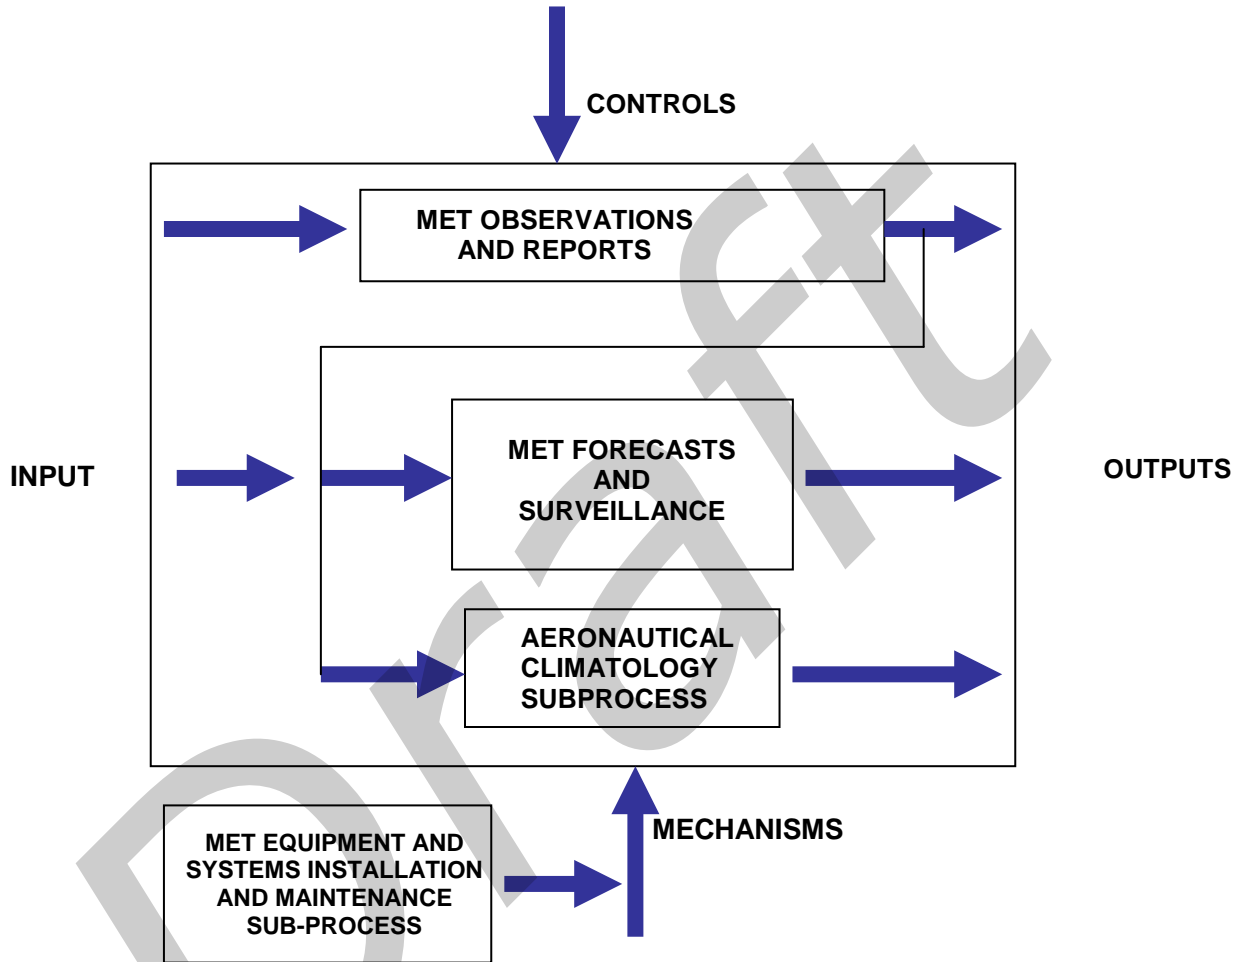 CONTROLS
MET OBSERVATIONS
AND REPORTS
INPUT
MET FORECASTS
AND
SURVEILLANCE
OUTPUTS
AERONAUTICAL
CLIMATOLOGY
SUBPROCESS
MECHANISMS
MET EQUIPMENT AND
SYSTEMS INSTALLATION
AND MAINTENANCE
SUB-PROCESS
Draft